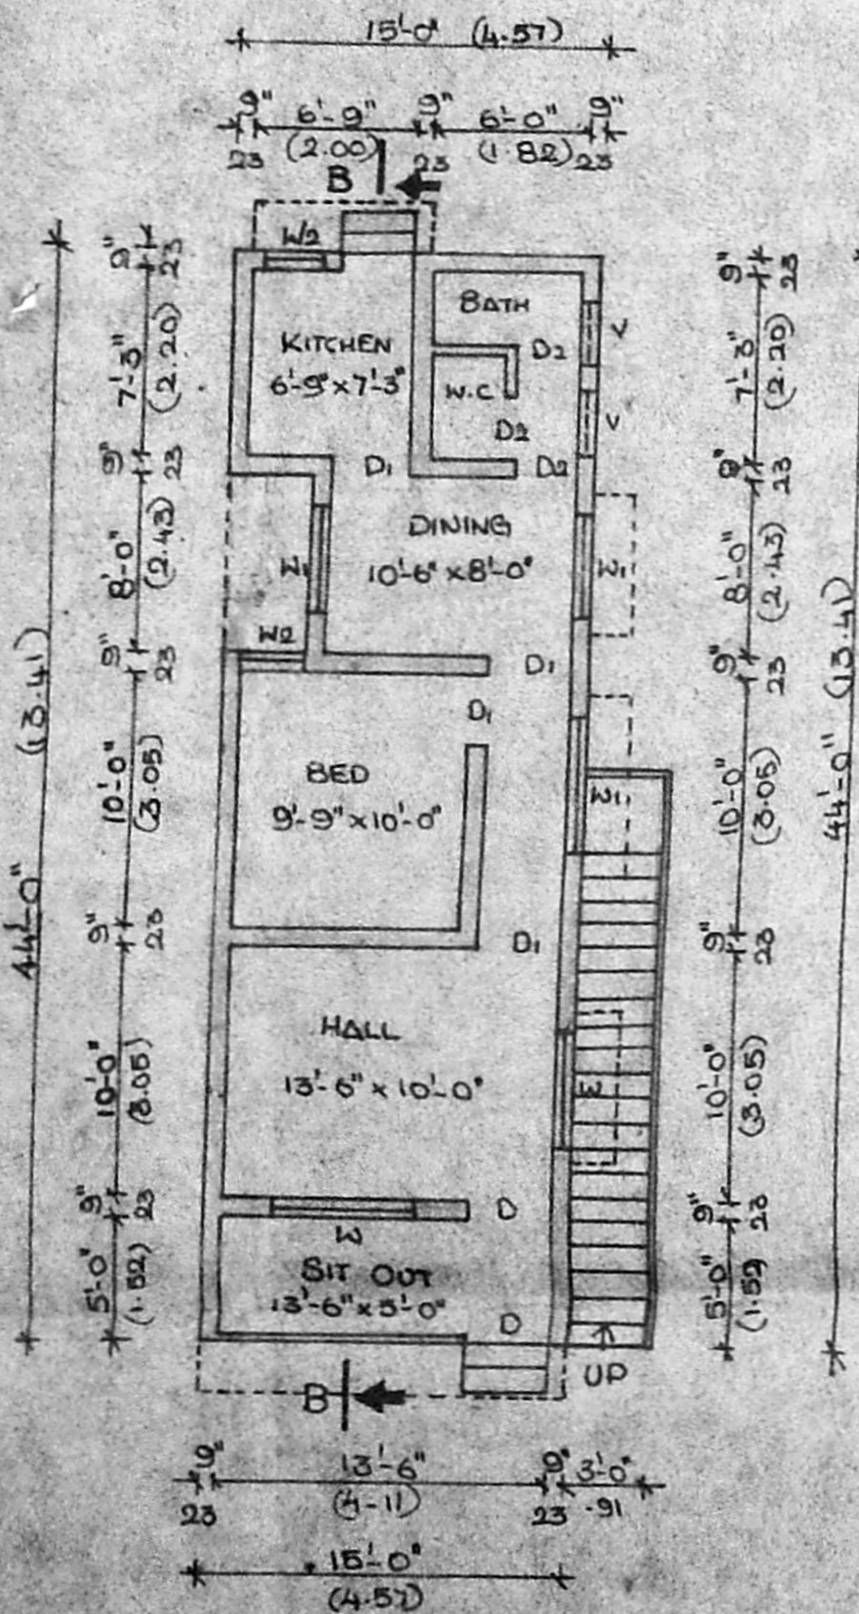 15'-0" (4.57)
9" 6'-9" 9" 6'-0" 9"
23 (2.00) 23 (1.82) 23
B
W2
BATH
KITCHEN
6'-9" x 7'-3"
D2
V
W.C
D2
V
D1
D2
DINING
10'-6" x 8'-0"
W1
W1
W2
D1
D1
BED
9'-9" x 10'-0"
W1
D1
HALL
13'-6" x 10'-0"
W
D
W
SIT OUT
13'-6" x 5'-0"
D
UP
B
9" 13'-6" 9" 3'-0"
23 (4-11) 23 .91
15'-0"
(4.57)
44'-0" (13.41)
9" 23
7'-3" (2.20)
9" 23
8'-0" (2.43)
9" 23
10'-0" (3.05)
9" 23
10'-0" (3.05)
9" 23
5'-0" (1.52)
9" 23
7'-3" (2.20)
9" 23
8'-0" (2.43)
9" 23
10'-0" (3.05)
9" 23
10'-0" (3.05)
9" 23
5'-0" (1.52)
44'-0" (13.41)